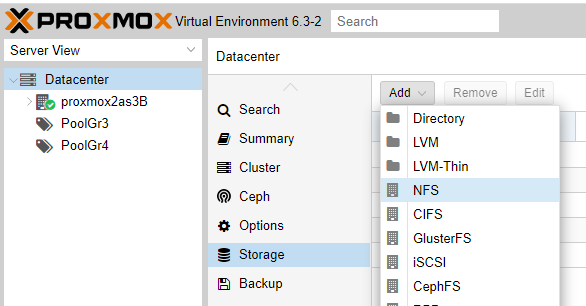 PROXMOX Virtual Environment 6.3-2 Search
Server View
Datacenter
proxmox2as3B
PoolGr3
PoolGr4
Datacenter
Search
Summary
Cluster
Ceph
Options
Storage
Backup
Add Remove Edit
Directory
LVM
LVM-Thin
NFS
CIFS
GlusterFS
iSCSI
CephFS